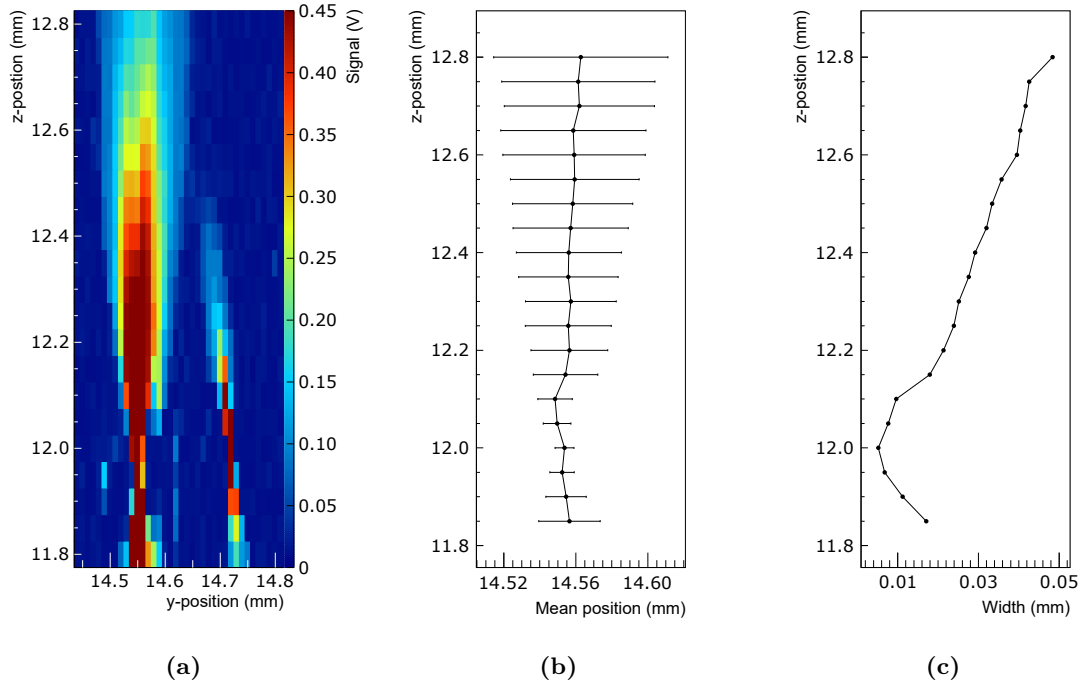 12.8
12.6
12.4
12.2
12.0
11.8
z-postion (mm)
14.5 14.6 14.7 14.8
y-position (mm)
0.45
0.40
0.35
0.30
0.25
0.20
0.15
0.10
0.05
0
Signal (V)
(a)
12.8
12.6
12.4
12.2
12.0
11.8
z-postion (mm)
14.52 14.56 14.60
Mean position (mm)
(b)
12.8
12.6
12.4
12.2
12.0
11.8
z-postion (mm)
0.01 0.03 0.05
Width (mm)
(c)